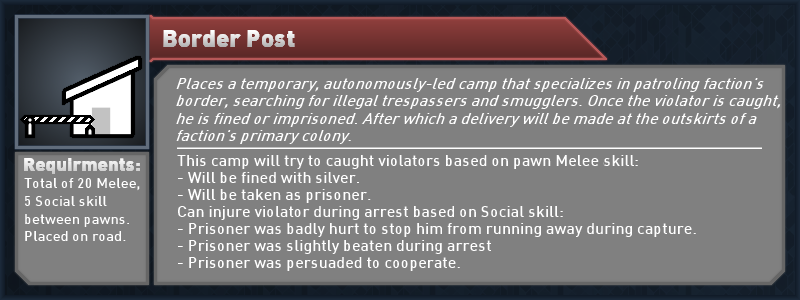 Border Post
Places a temporary, autonomously-led camp that specializes in patroling faction's
border, searching for illegal trespassers and smugglers. Once the violator is caught,
he is fined or imprisoned. After which a delivery will be made at the outskirts of a
faction's primary colony.
Requirments:
Total of 20 Melee,
5 Social skill
between pawns.
Placed on road.
This camp will try to caught violators based on pawn Melee skill:
- Will be fined with silver.
- Will be taken as prisoner.
Can injure violator during arrest based on Social skill:
- Prisoner was badly hurt to stop him from running away during capture.
- Prisoner was slightly beaten during arrest
- Prisoner was persuaded to cooperate.